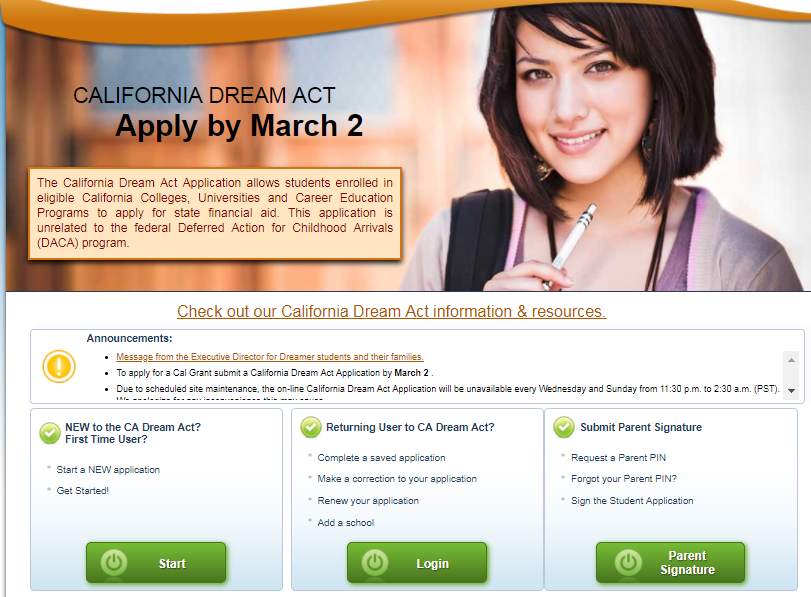 CALIFORNIA DREAM ACT
Apply by March 2
The California Dream Act Application allows students enrolled in
eligible California Colleges, Universities and Career Education
Programs to apply for state financial aid. This application is
unrelated to the federal Deferred Action for Childhood Arrivals
(DACA) program.
Check out our California Dream Act information & resources.
Announcements:
Message from the Executive Director for Dreamer students and their families.
To apply for a Cal Grant submit a California Dream Act Application by March 2 .
Due to scheduled site maintenance, the on-line California Dream Act Application will be unavailable every Wednesday and Sunday from 11:30 p.m. to 2:30 a.m. (PST).
NEW to the CA Dream Act?
First Time User?
Start a NEW application
Get Started!
Start
Returning User to CA Dream Act?
Complete a saved application
Make a correction to your application
Renew your application
Add a school
Login
Submit Parent Signature
Request a Parent PIN
Forgot your Parent PIN?
Sign the Student Application
Parent
Signature